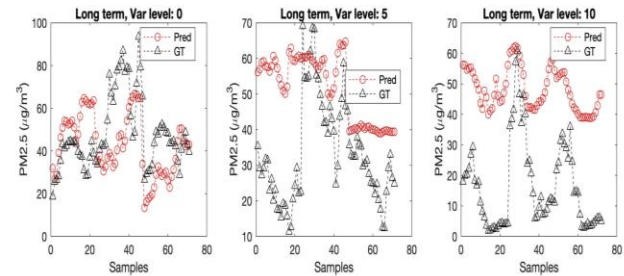 Long term, Var level: 0
Pred
GT
PM2.5 (μg/m³)
100
80
60
40
20
0
0 20 40 60 80
Samples
Long term, Var level: 5
Pred
GT
PM2.5 (μg/m³)
70
60
50
40
30
20
10
0 20 40 60 80
Samples
Long term, Var level: 10
Pred
GT
PM2.5 (μg/m³)
70
60
50
40
30
20
10
0
0 20 40 60 80
Samples